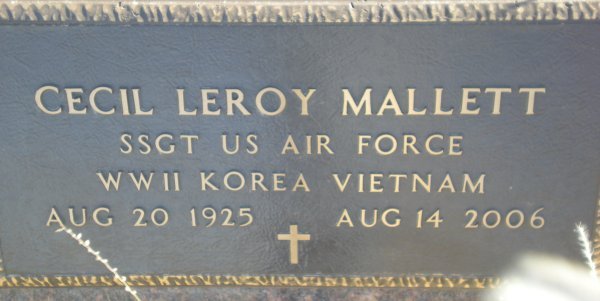 CECIL LEROY MALLETT
SSGT US AIR FORCE
WWII KOREA VIETNAM
AUG 20 1925 AUG 14 2006